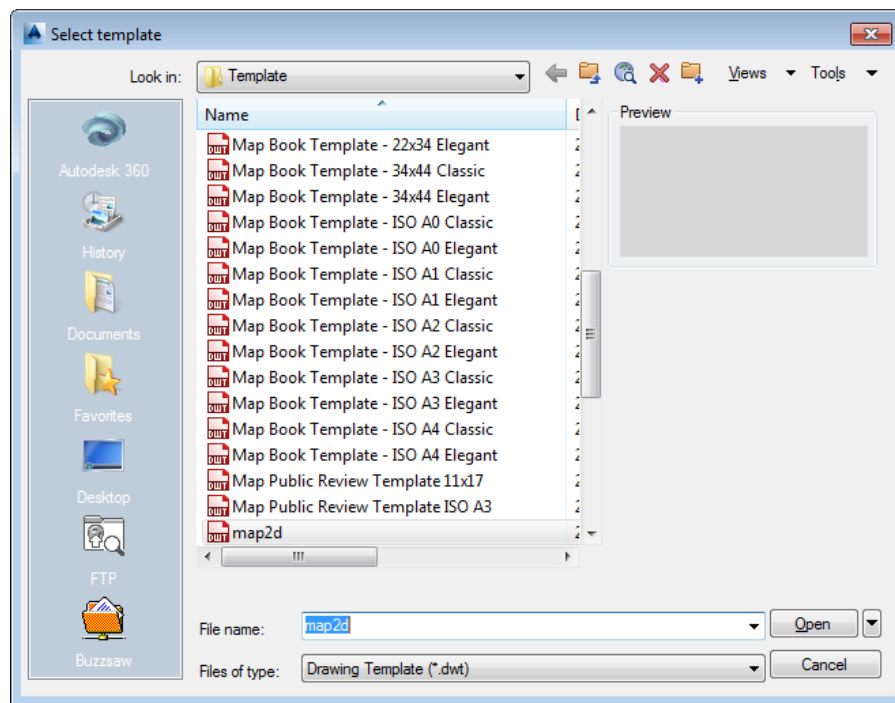 Select template
Look in: Template Views Tools
Autodesk 360
History
Documents
Favorites
Desktop
FTP
Buzzsaw
Name
Map Book Template - 22x34 Elegant
Map Book Template - 34x44 Classic
Map Book Template - 34x44 Elegant
Map Book Template - ISO A0 Classic
Map Book Template - ISO A0 Elegant
Map Book Template - ISO A1 Classic
Map Book Template - ISO A1 Elegant
Map Book Template - ISO A2 Classic
Map Book Template - ISO A2 Elegant
Map Book Template - ISO A3 Classic
Map Book Template - ISO A3 Elegant
Map Book Template - ISO A4 Classic
Map Book Template - ISO A4 Elegant
Map Public Review Template 11x17
Map Public Review Template ISO A3
map2d
Preview
File name: map2d Open
Files of type: Drawing Template (*.dwt) Cancel